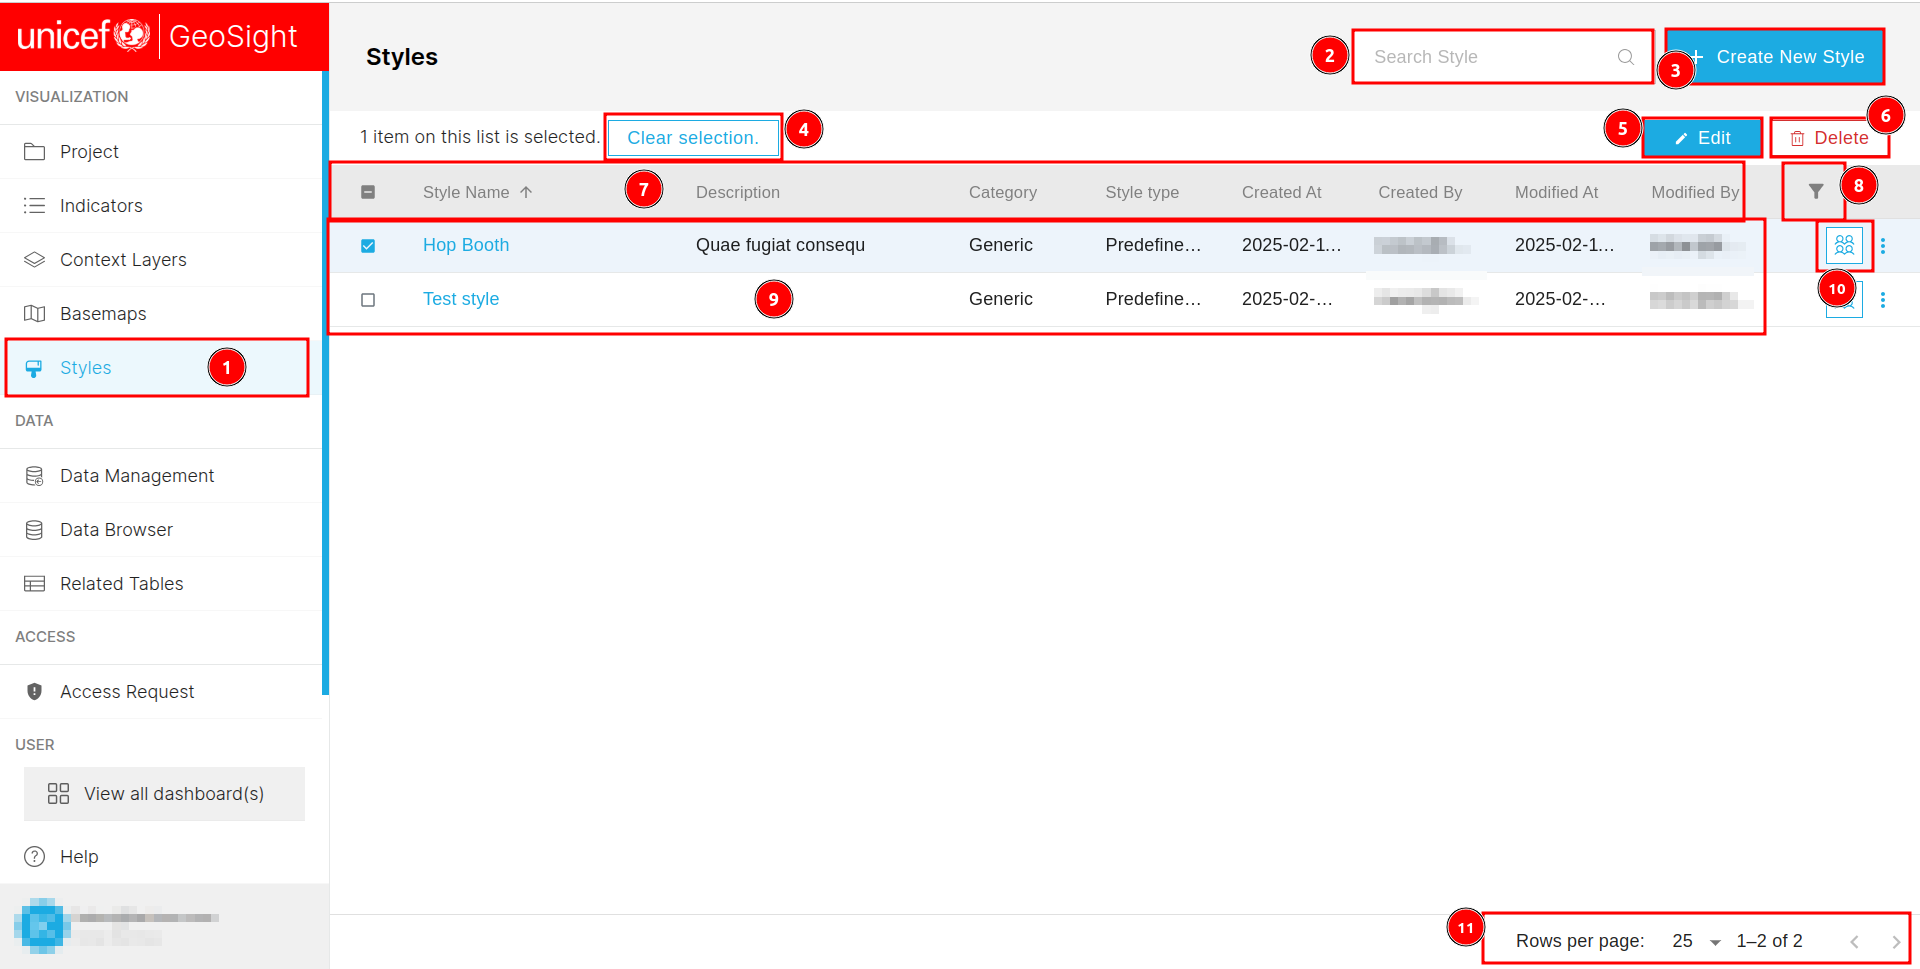 unicef GeoSight
VISUALIZATION
Project
Indicators
Context Layers
Basemaps
Styles 1
DATA
Data Management
Data Browser
Related Tables
ACCESS
Access Request
USER
View all dashboard(s)
? Help
Styles
2 Search Style
3 + Create New Style
1 item on this list is selected. Clear selection. 4
5 Edit
Delete 6
Style Name 7 Description Category Style type Created At Created By Modified At Modified By 8
Hop Booth Quae fugiat consequ Generic Predefine... 2025-02-1... 2025-02-1...
Test style 9 Generic Predefine... 2025-02-... 2025-02-... 10
11 Rows per page: 25 1–2 of 2